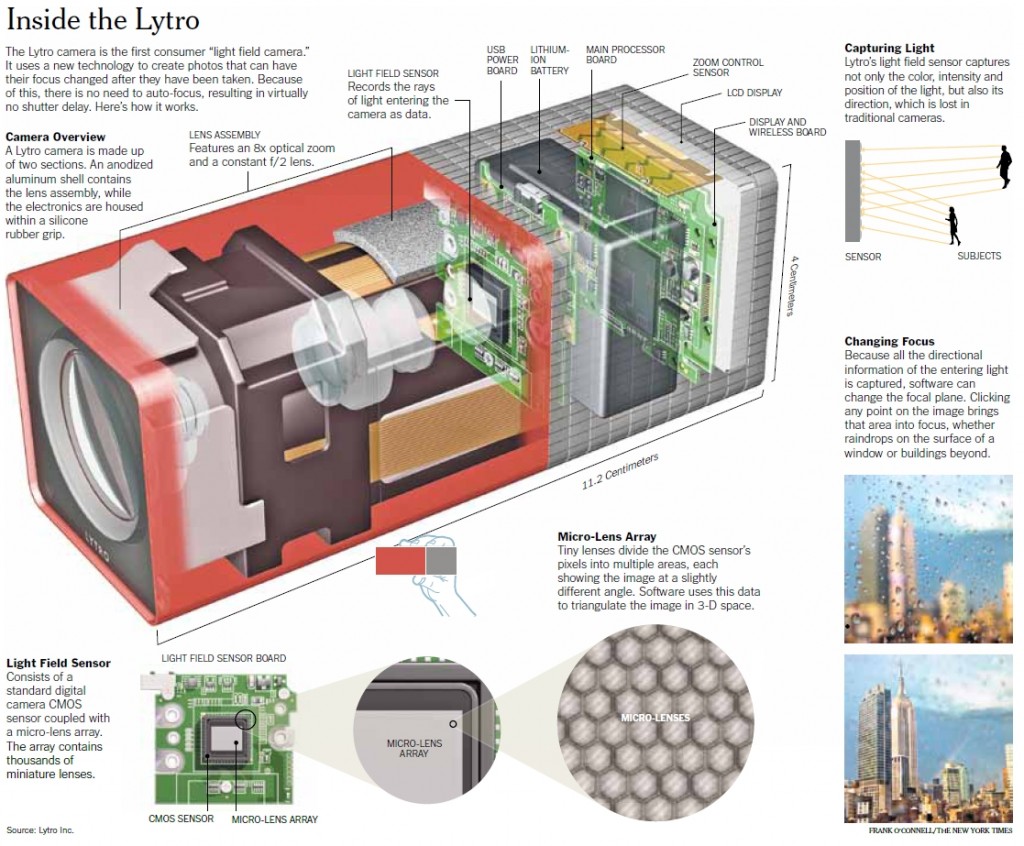 Inside the Lytro
The Lytro camera is the first consumer “light field camera.”
It uses a new technology to create photos that can have
their focus changed after they have been taken. Because
of this, there is no need to auto-focus, resulting in virtually
no shutter delay. Here’s how it works.
Camera Overview
A Lytro camera is made up
of two sections. An anodized
aluminum shell contains
the lens assembly, while
the electronics are housed
within a silicone
rubber grip.
LENS ASSEMBLY
Features an 8x optical zoom
and a constant f/2 lens.
LIGHT FIELD SENSOR
Records the rays
of light entering the
camera as data.
USB
POWER
BOARD
LITHIUM-
ION
BATTERY
MAIN PROCESSOR
BOARD
ZOOM CONTROL
SENSOR
LCD DISPLAY
DISPLAY AND
WIRELESS BOARD
4 Centimeters
11.2 Centimeters
LYTRO
Capturing Light
Lytro’s light field sensor captures
not only the color, intensity and
position of the light, but also its
direction, which is lost in
traditional cameras.
SENSOR
SUBJECTS
Changing Focus
Because all the directional
information of the entering light
is captured, software can
change the focal plane. Clicking
any point on the image brings
that area into focus, whether
raindrops on the surface of a
window or buildings beyond.
Micro-Lens Array
Tiny lenses divide the CMOS sensor’s
pixels into multiple areas, each
showing the image at a slightly
different angle. Software uses this data
to triangulate the image in 3-D space.
Light Field Sensor
Consists of a
standard digital
camera CMOS
sensor coupled with
a micro-lens array.
The array contains
thousands of
miniature lenses.
LIGHT FIELD SENSOR BOARD
CMOS SENSOR
MICRO-LENS ARRAY
MICRO-LENS
ARRAY
MICRO-LENSES
Source: Lytro Inc.
FRANK O’CONNELL/THE NEW YORK TIMES